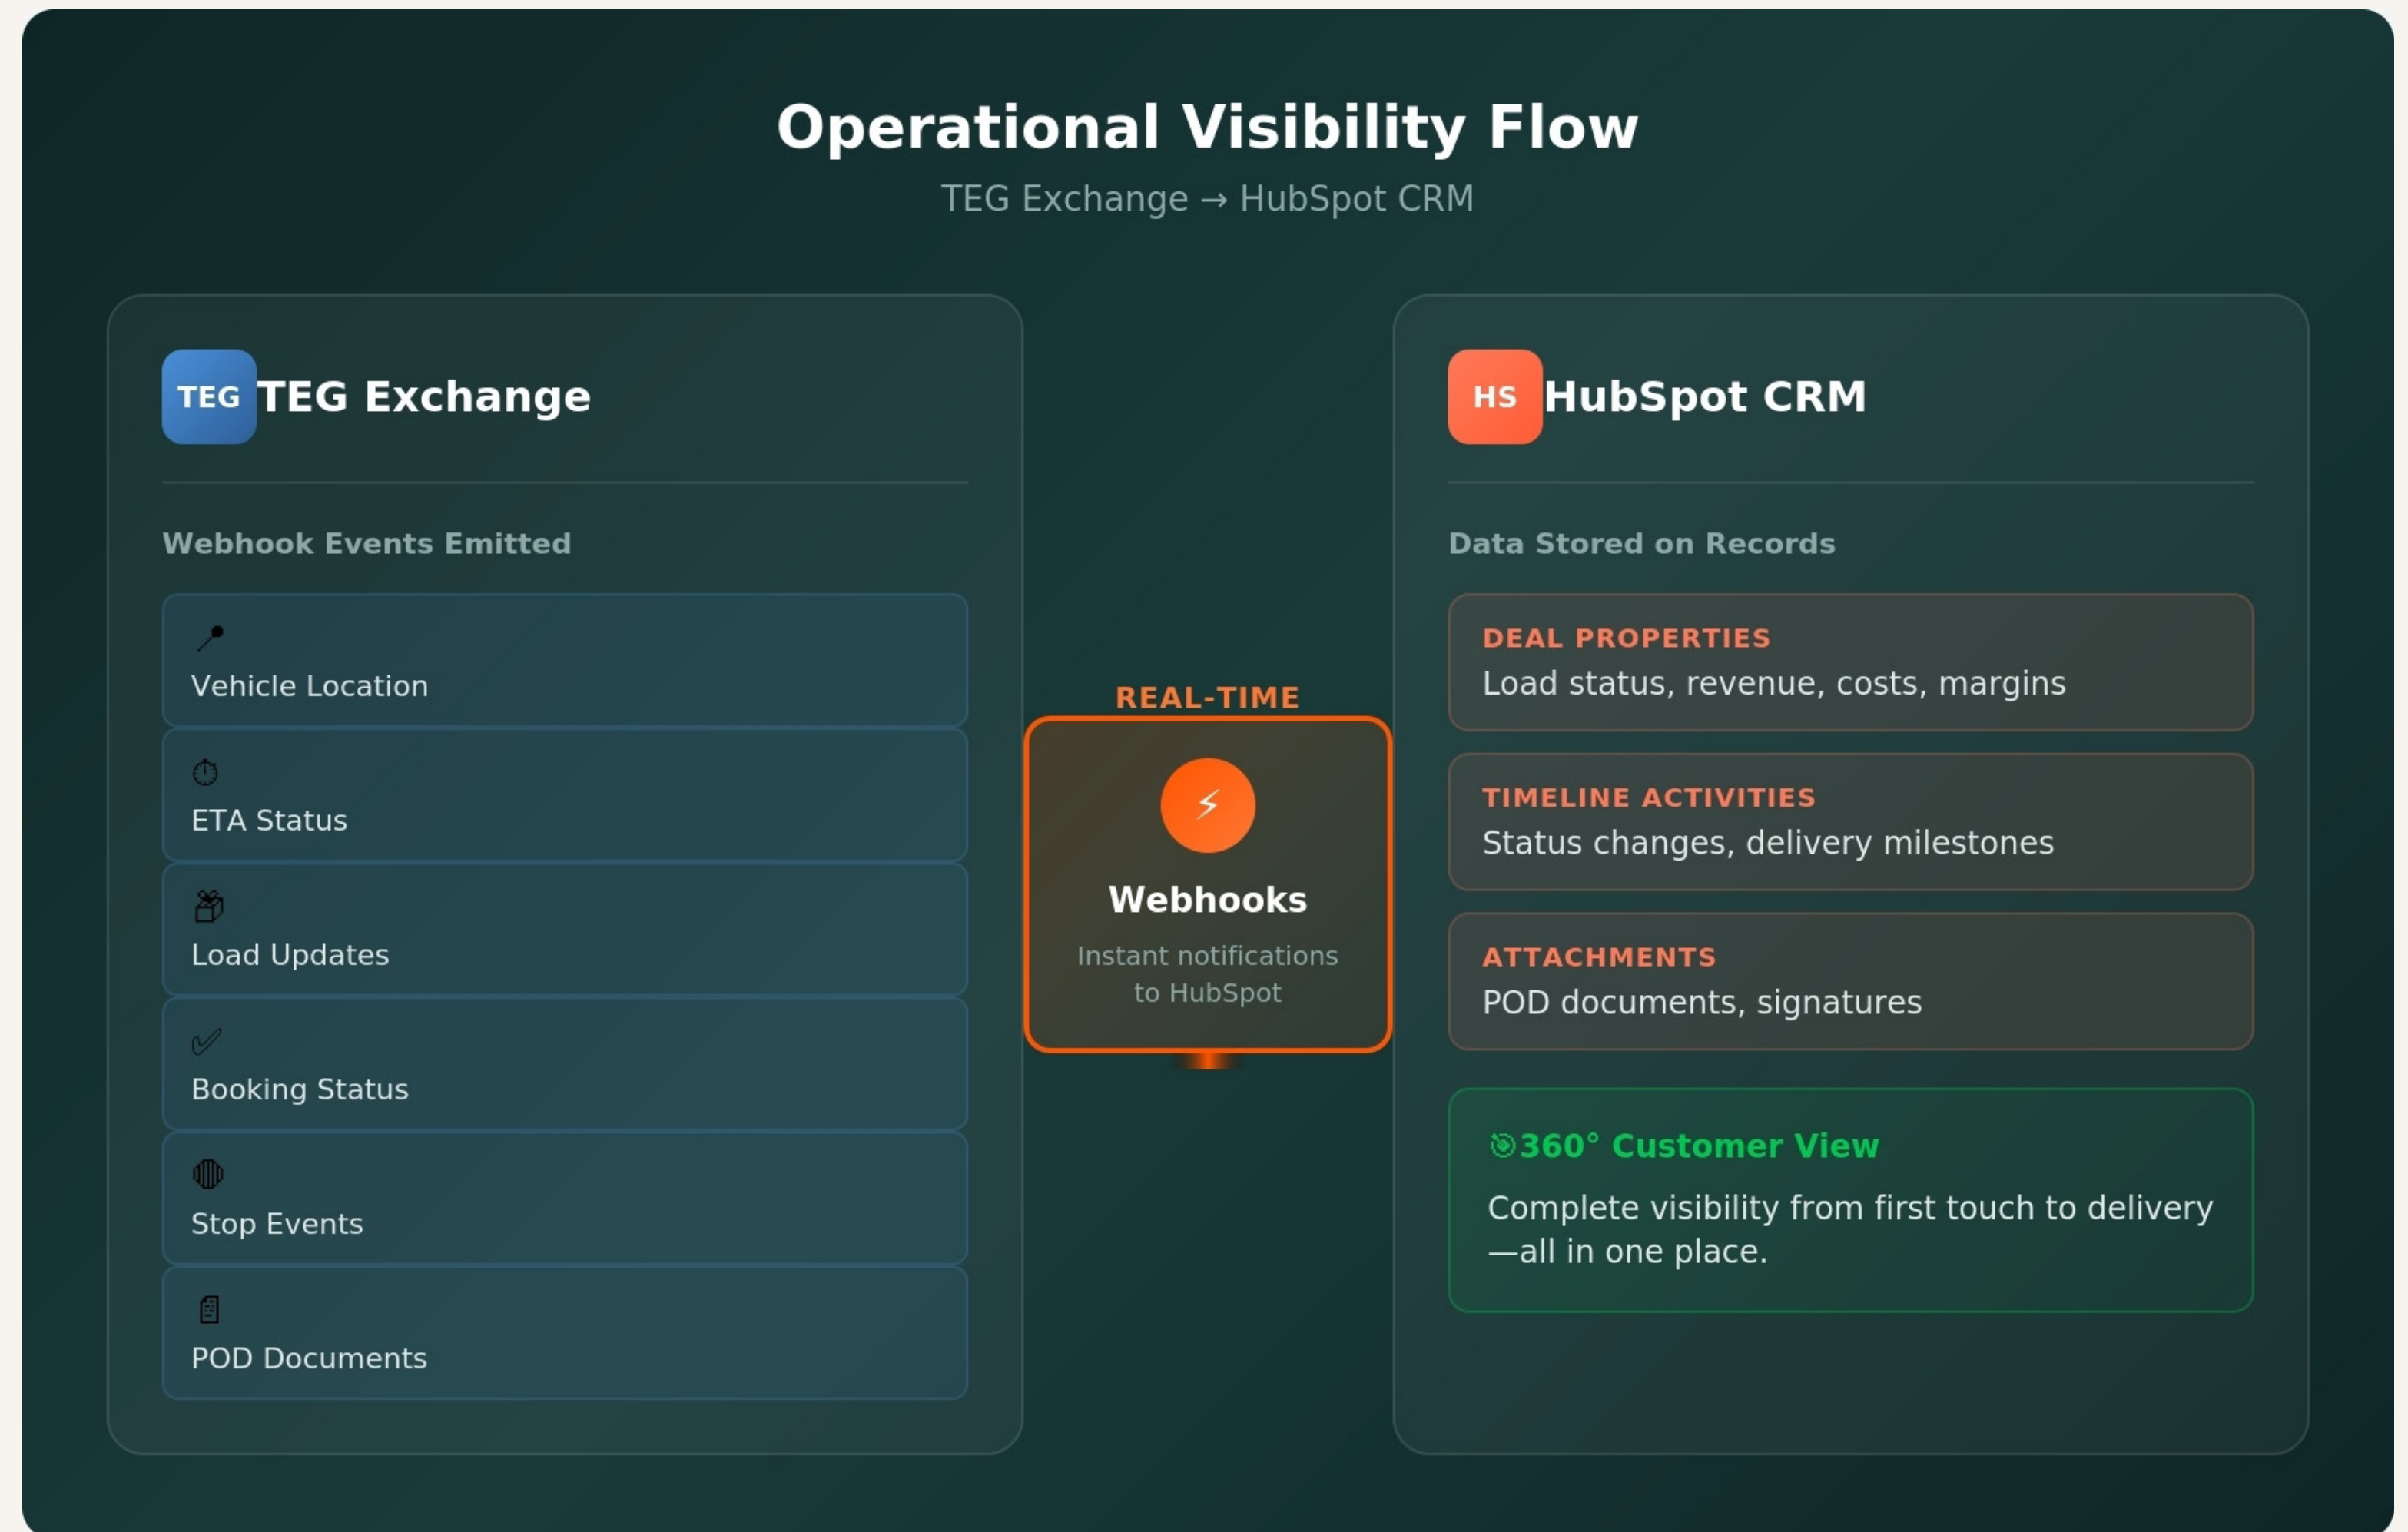 Operational Visibility Flow
TEG Exchange → HubSpot CRM
TEG
TEG Exchange
Webhook Events Emitted
Vehicle Location
ETA Status
Load Updates
Booking Status
Stop Events
POD Documents
REAL-TIME
Webhooks
Instant notifications
to HubSpot
HS
HubSpot CRM
Data Stored on Records
DEAL PROPERTIES
Load status, revenue, costs, margins
TIMELINE ACTIVITIES
Status changes, delivery milestones
ATTACHMENTS
POD documents, signatures
360° Customer View
Complete visibility from first touch to delivery
—all in one place.